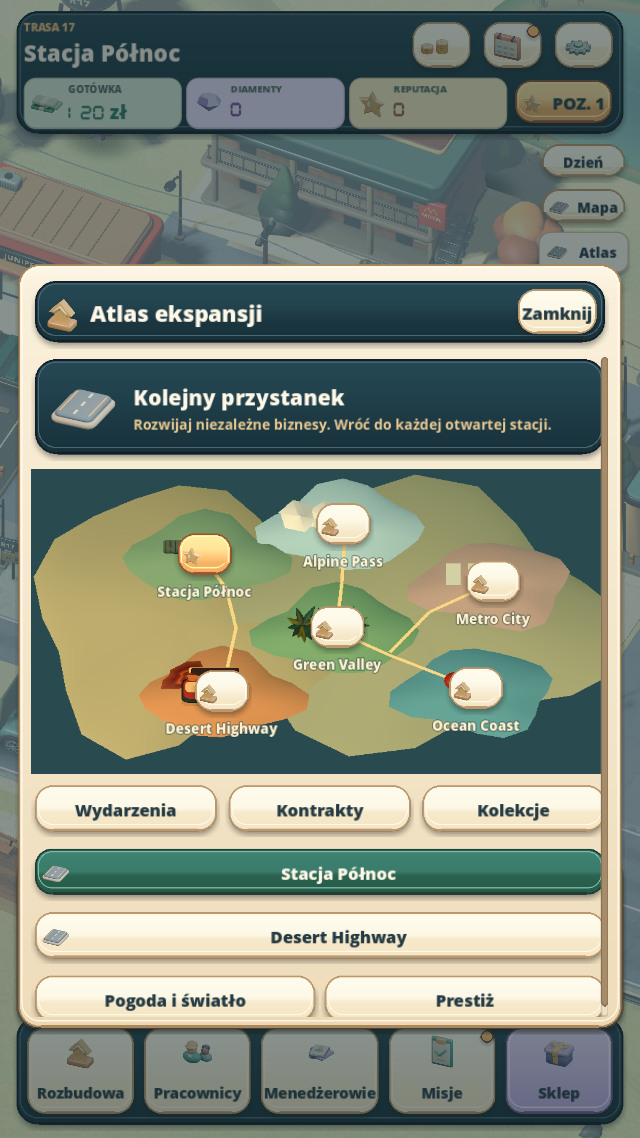 TRASA 17
Stacja Północ
GOTÓWKA
120 zł
DIAMENTY
0
REPUTACJA
0
POZ. 1
Dzień
Mapa
Atlas
Atlas ekspansji
Zamknij
Kolejny przystanek
Rozwijaj niezależne biznesy. Wróć do każdej otwartej stacji.
Alpine Pass
Stacja Północ
Metro City
Green Valley
Desert Highway
Ocean Coast
Wydarzenia
Kontrakty
Kolekcje
Stacja Północ
Desert Highway
Pogoda i światło
Prestiż
Rozbudowa
Pracownicy
Menedżerowie
Misje
Sklep